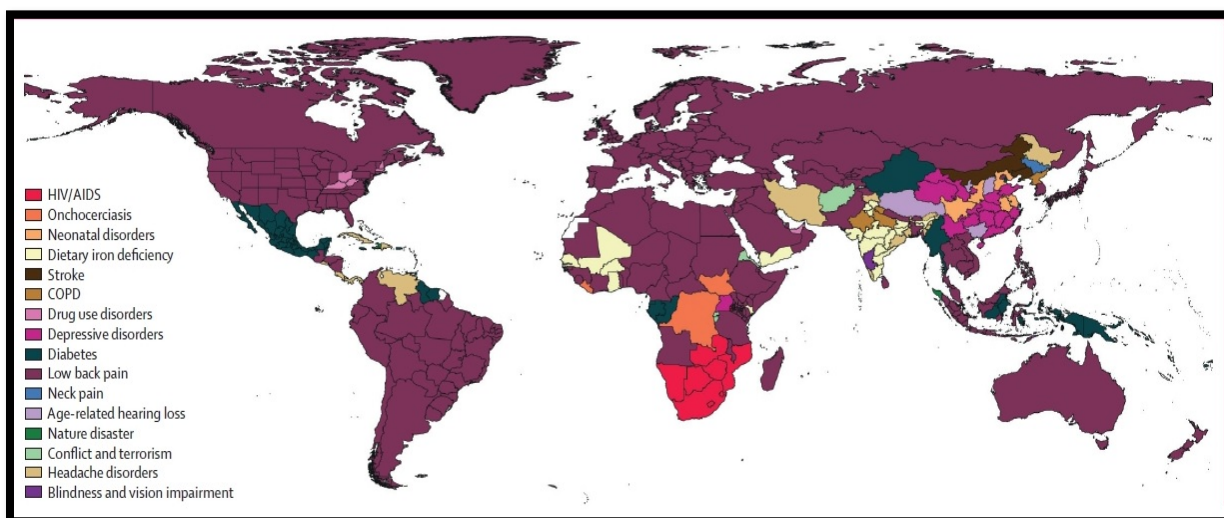 HIV/AIDS
Onchocerciasis
Neonatal disorders
Dietary iron deficiency
Stroke
COPD
Drug use disorders
Depressive disorders
Diabetes
Low back pain
Neck pain
Age-related hearing loss
Nature disaster
Conflict and terrorism
Headache disorders
Blindness and vision impairment